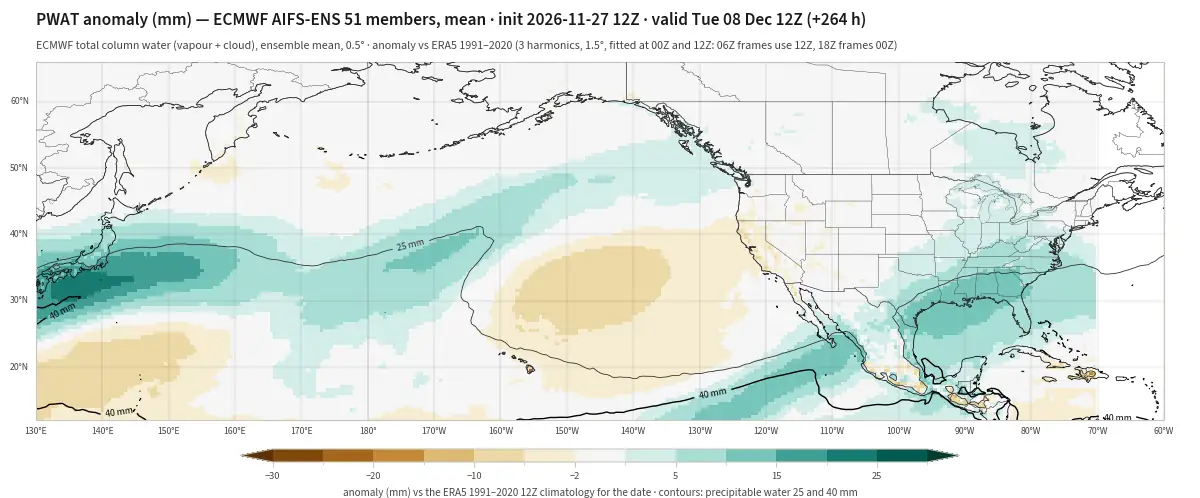 PWAT anomaly (mm) — ECMWF AIFS-ENS 51 members, mean · init 2026-11-27 12Z · valid Tue 08 Dec 12Z (+264 h)
ECMWF total column water (vapour + cloud), ensemble mean, 0.5° · anomaly vs ERA5 1991–2020 (3 harmonics, 1.5°, fitted at 00Z and 12Z: 06Z frames use 12Z, 18Z frames 00Z)
60°N
50°N
40°N
25 mm
30°N
40 mm
20°N
40 mm
40 mm
40 mm
130°E 140°E 150°E 160°E 170°E 180° 170°W 160°W 150°W 140°W 130°W 120°W 110°W 100°W 90°W 80°W 70°W 60°W
−30 −20 −10 −2 5 15 25
anomaly (mm) vs the ERA5 1991–2020 12Z climatology for the date · contours: precipitable water 25 and 40 mm